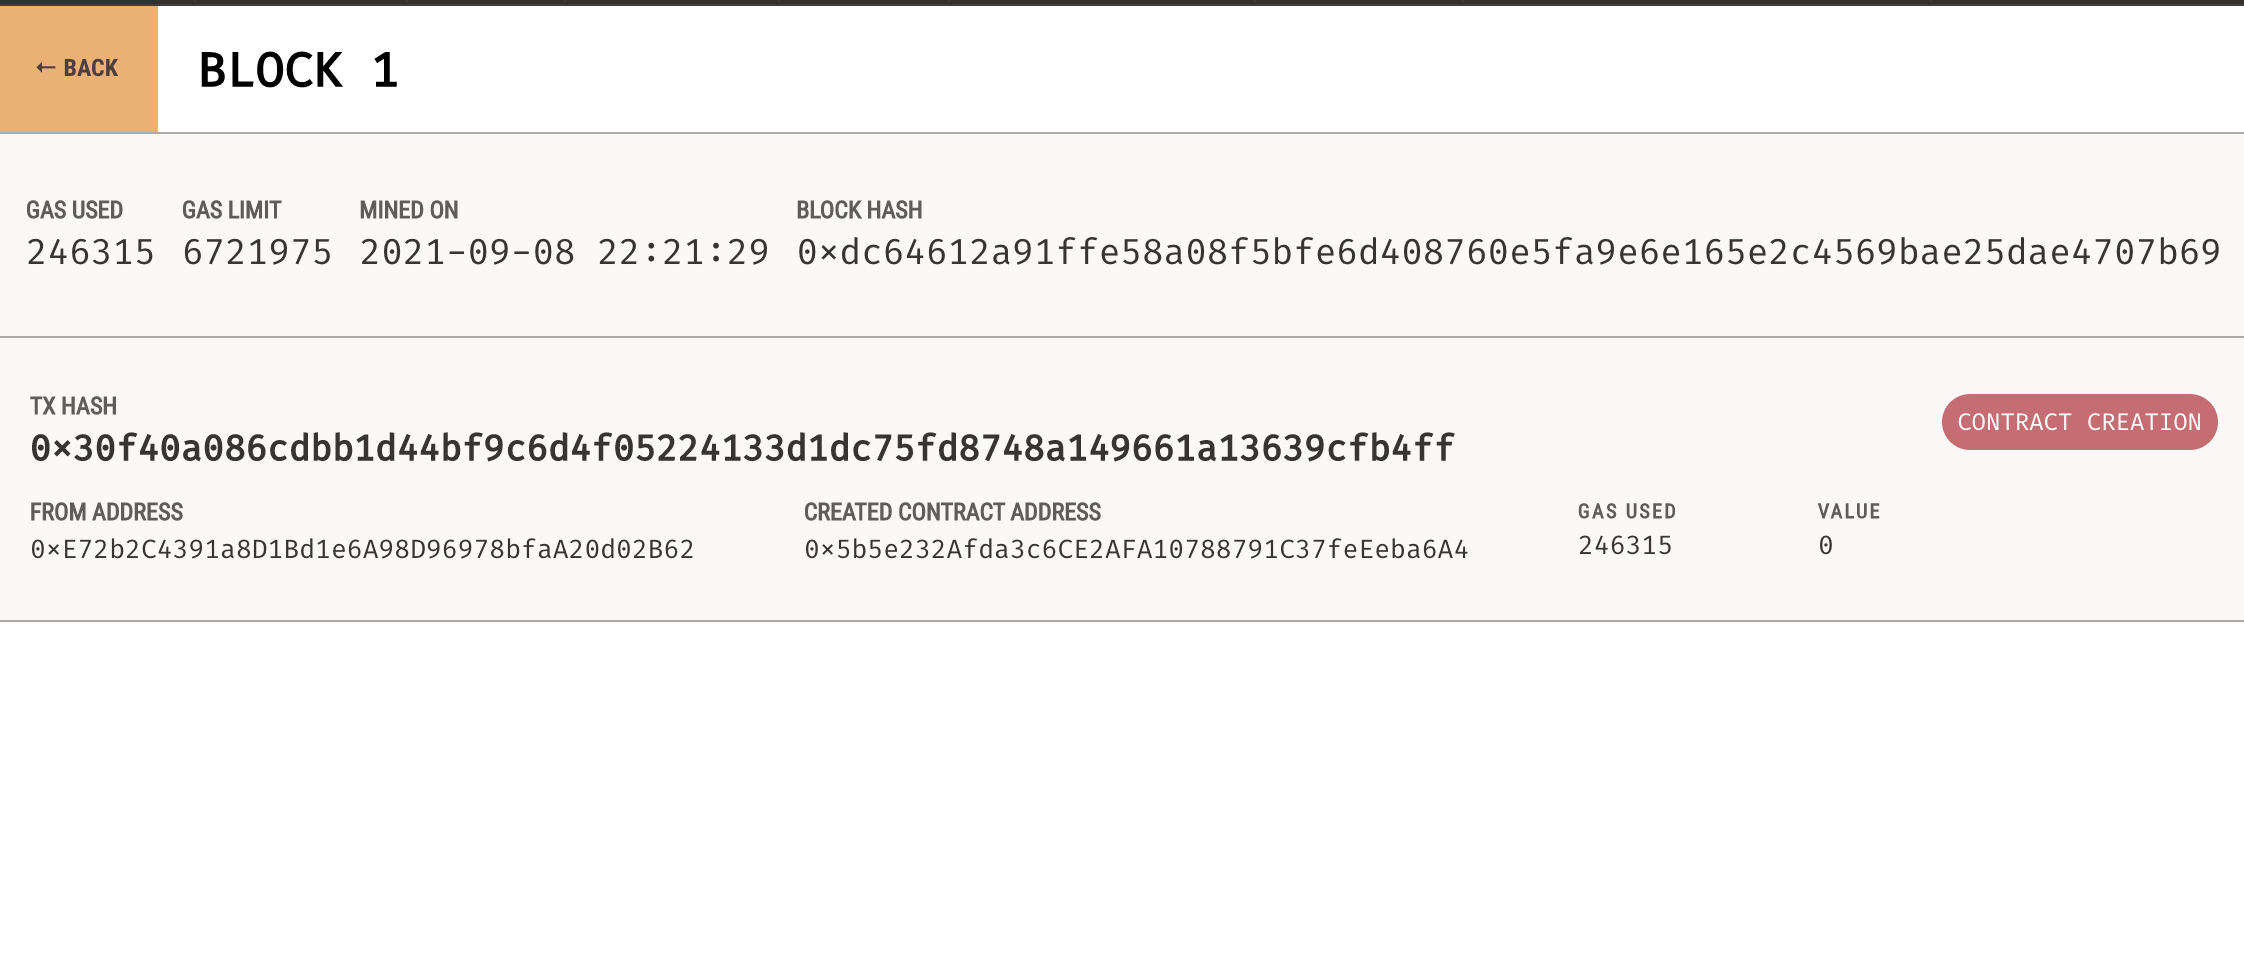 ← BACK
BLOCK 1
GAS USED GAS LIMIT MINED ON BLOCK HASH
246315 6721975 2021-09-08 22:21:29 0×dc64612a91ffe58a08f5bfe6d408760e5fa9e6e165e2c4569bae25dae4707b69
TX HASH
0×30f40a086cdbb1d44bf9c6d4f05224133d1dc75fd8748a149661a13639cfb4ff
CONTRACT CREATION
FROM ADDRESS CREATED CONTRACT ADDRESS GAS USED VALUE
0×E72b2C4391a8D1Bd1e6A98D96978bfaA20d02B62 0×5b5e232Afda3c6CE2AFA10788791C37feEeba6A4 246315 0